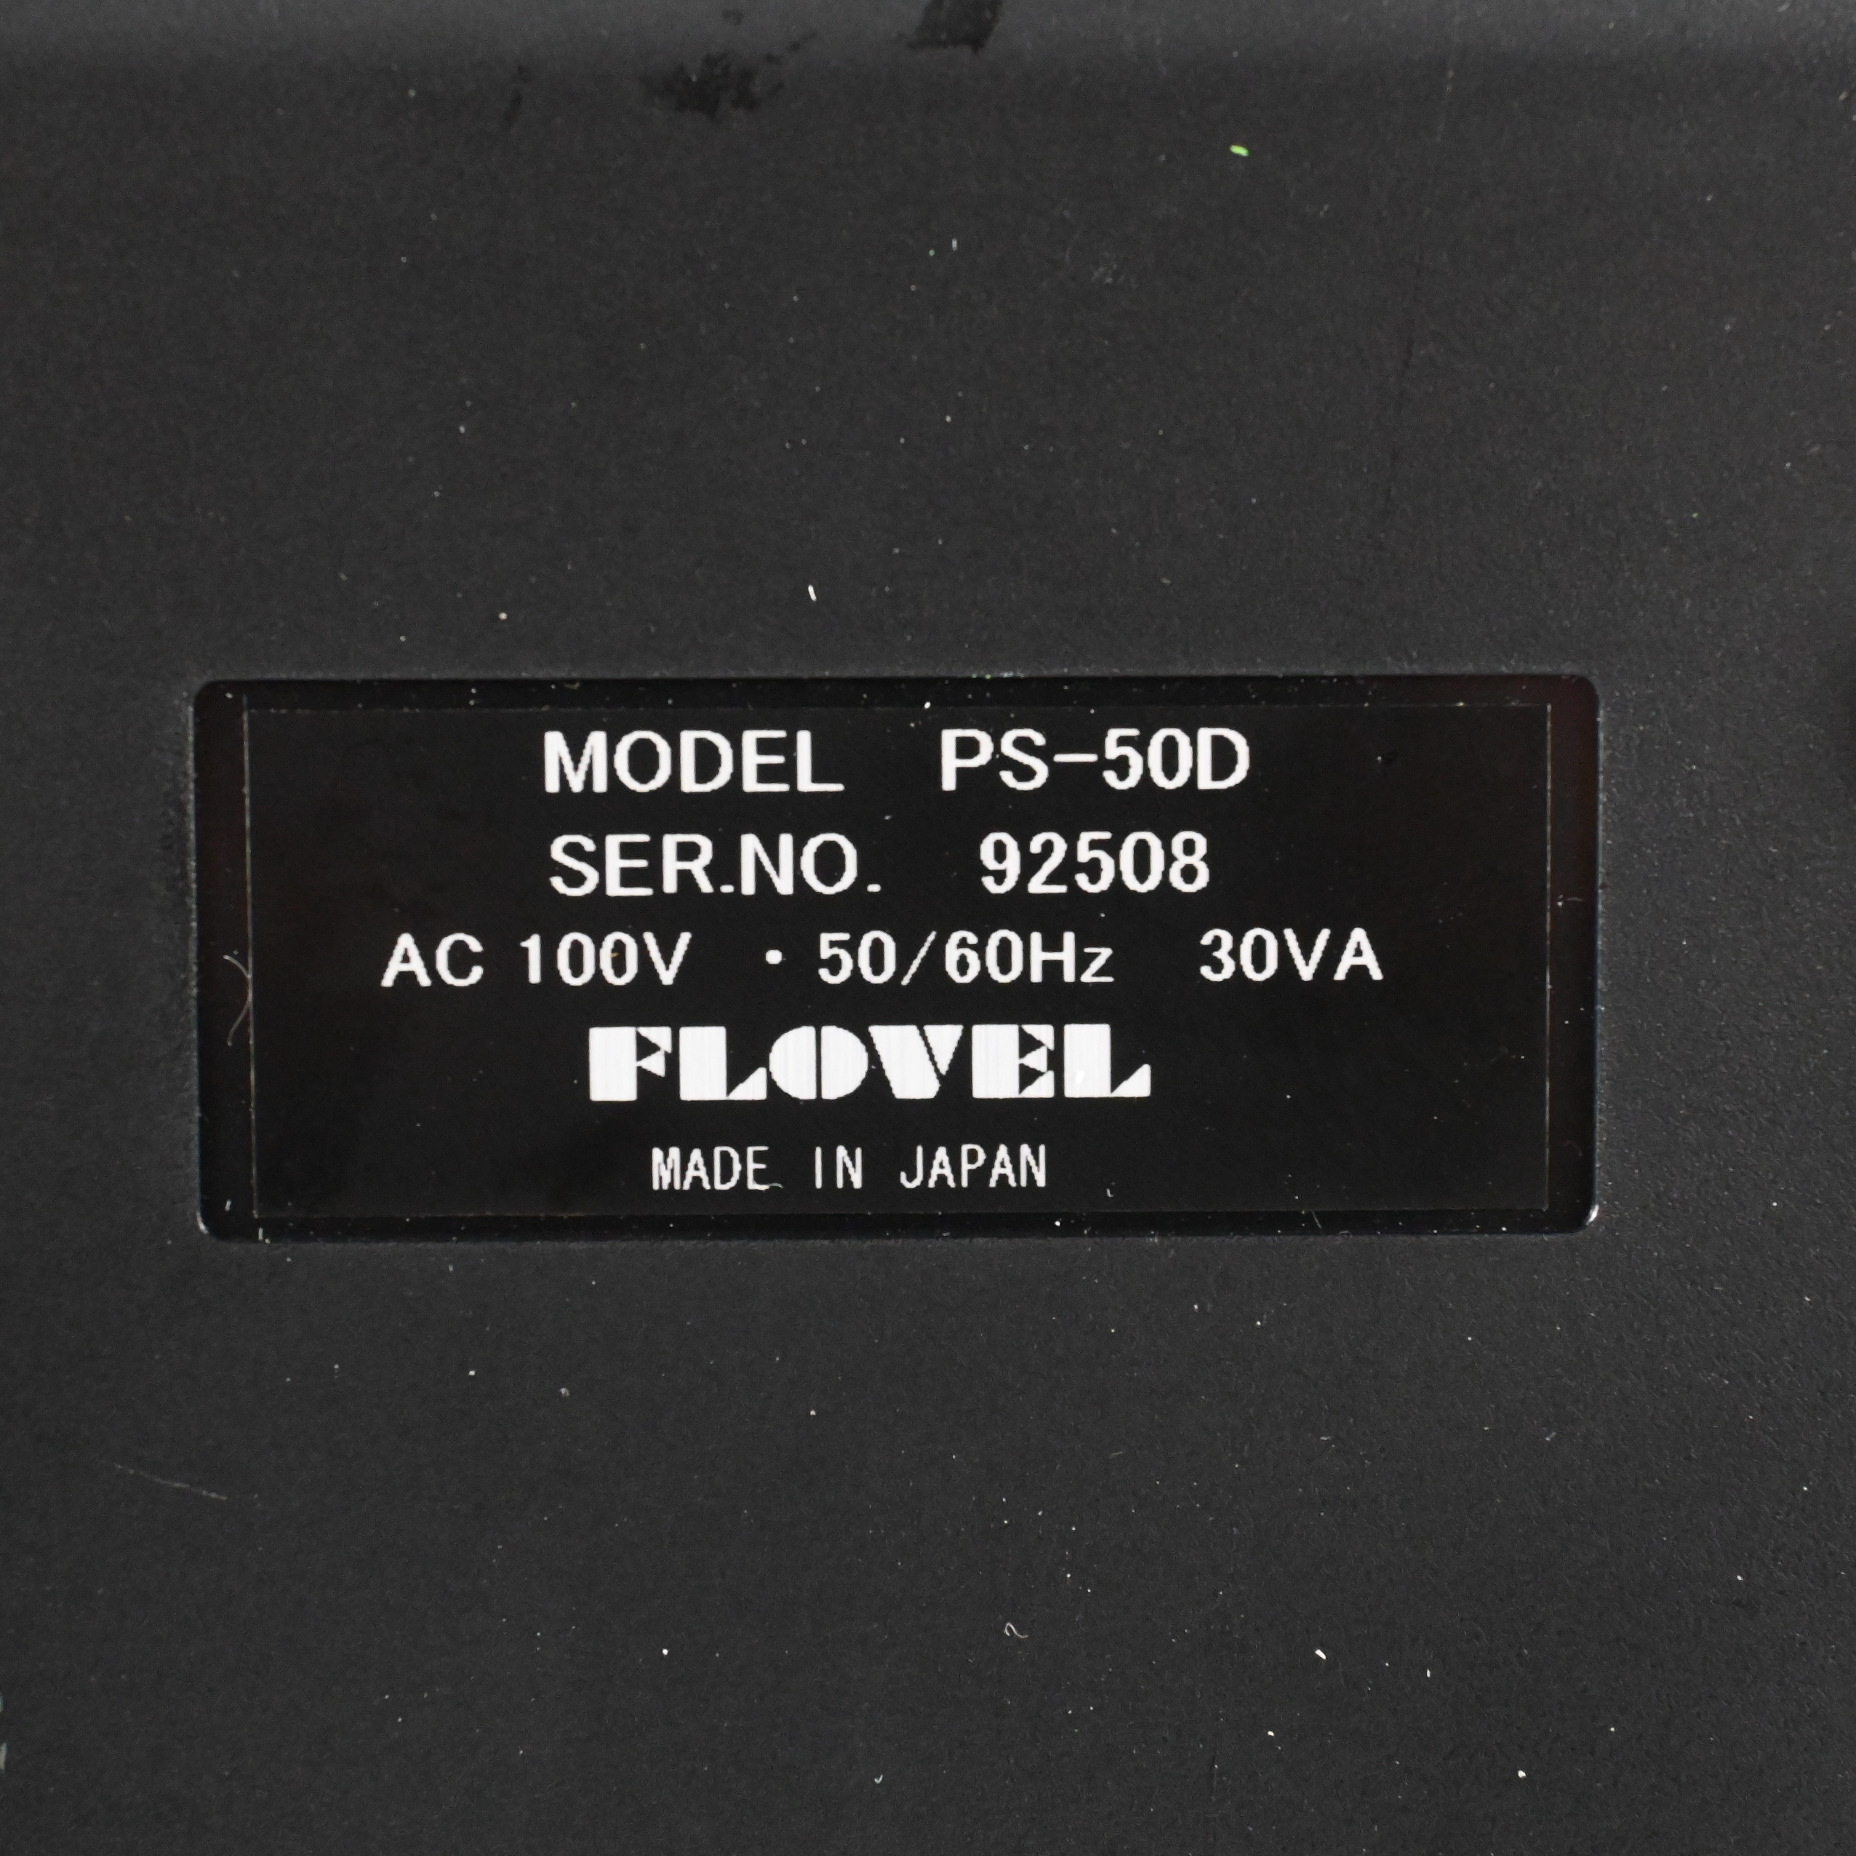 MODEL PS-50D
SER.NO. 92508
AC 100V ・50/60Hz 30VA
FLOVEL
MADE IN JAPAN